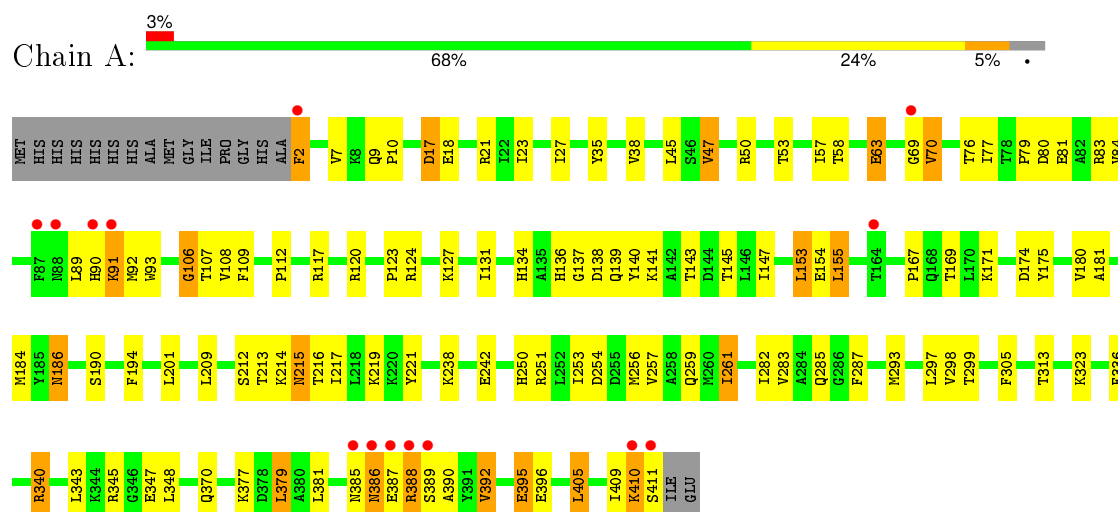 3%
Chain A:
68% 24% 5% •
MET HIS HIS HIS HIS HIS HIS ALA MET GLY ILE PRO GLY HIS ALA F2 V7 K8 Q9 P10 D17 E18 R21 I22 I23 I27 Y35 V38 L45 S46 V47 R50 T53 I57 T58 E63 G69 V70 T76 I77 T78 P79 D80 E81 A82 R83 V84
F87 N88 L89 H90 K91 M92 W93 G106 T107 V108 F109 P112 R117 R120 P123 R124 K127 I131 H134 A135 H136 G137 D138 Q139 Y140 K141 A142 T143 D144 T145 L146 I147 L153 E154 L155 T164 P167 Q168 T169 L170 K171 D174 Y175 V180 A181
M184 Y185 N186 S190 F194 L201 L209 S212 T213 K214 N215 T216 I217 L218 K219 K220 Y221 K238 E242 H250 R251 L252 I253 D254 D255 M256 V257 A258 Q259 M260 I261 I282 V283 A284 Q285 G286 F287 M293 L297 V298 T299 F305 T313 K323
R340 L343 K344 R345 G346 E347 L348 Q370 K377 D378 L379 A380 L381 N385 N386 E387 R388 S389 A390 Y391 V392 E395 E396 L405 I409 K410 S411 ILE GLU